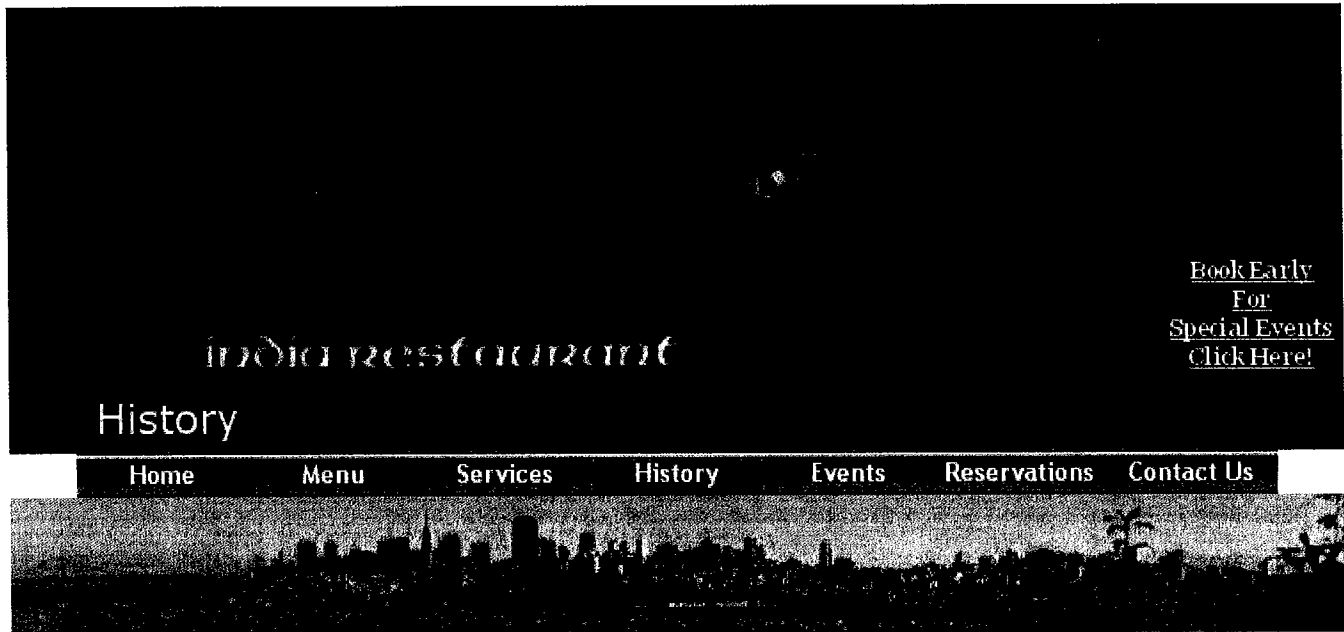 Book Early
For
Special Events
Click Here!
india restaurant
History
Home Menu Services History Events Reservations Contact Us